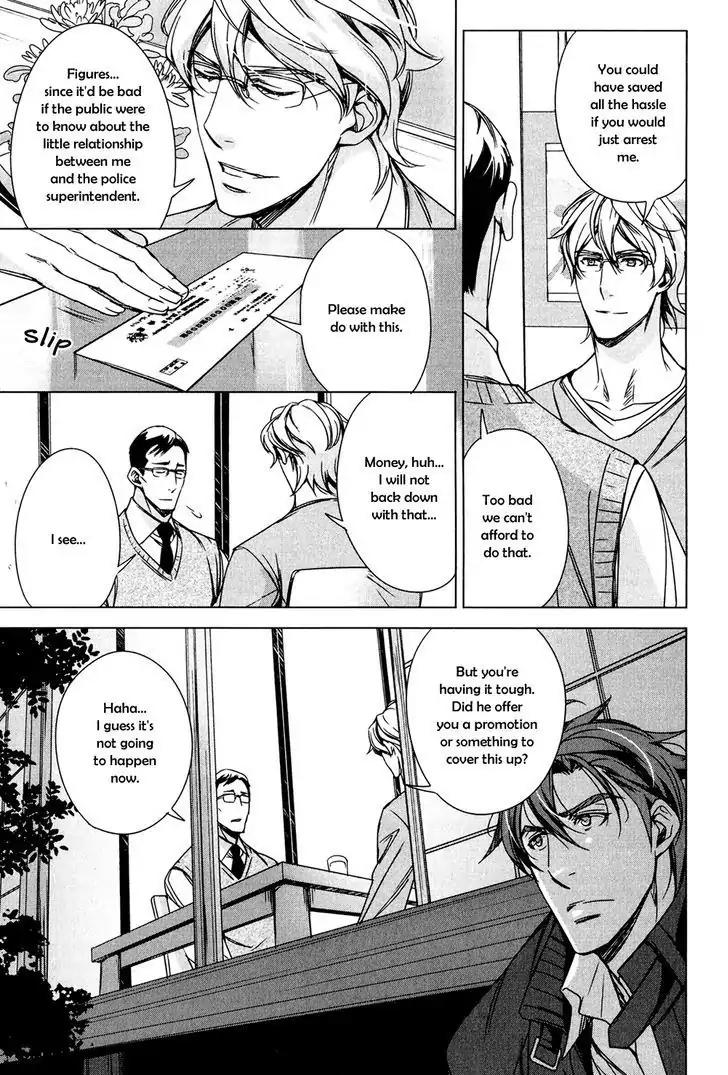 You could
have saved
all the hassle
if you would
just arrest
me.
Too bad
we can't
afford to
do that.
Figures...
since it'd be bad
if the public were
to know about the
little relationship
between me
and the police
superintendent.
Please make
do with this.
slip
Money, huh...
I will not
back down
with that...
I see...
But you're
having it tough.
Did he offer
you a promotion
or something to
cover this up?
Haha...
I guess it's
not going
to happen
now.